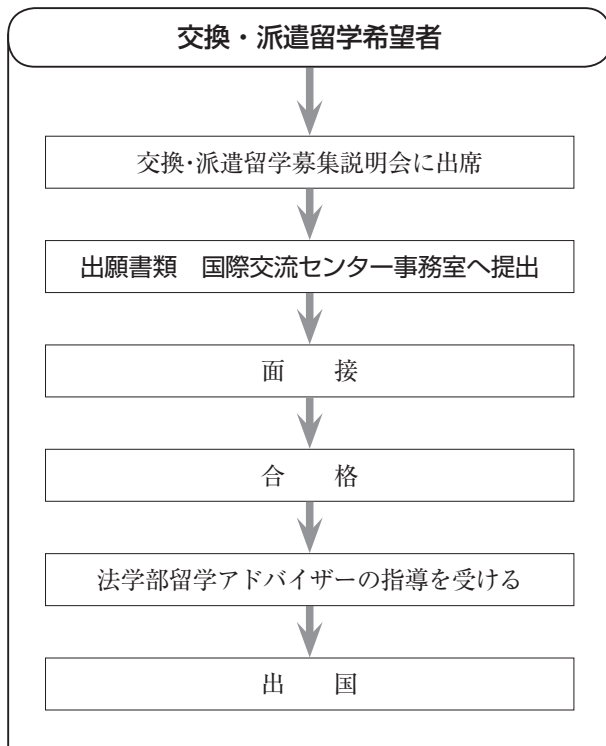 交換・派遣留学希望者
交換・派遣留学募集説明会に出席
出願書類　国際交流センター事務室へ提出
面　　接
合　　格
法学部留学アドバイザーの指導を受ける
出　　国